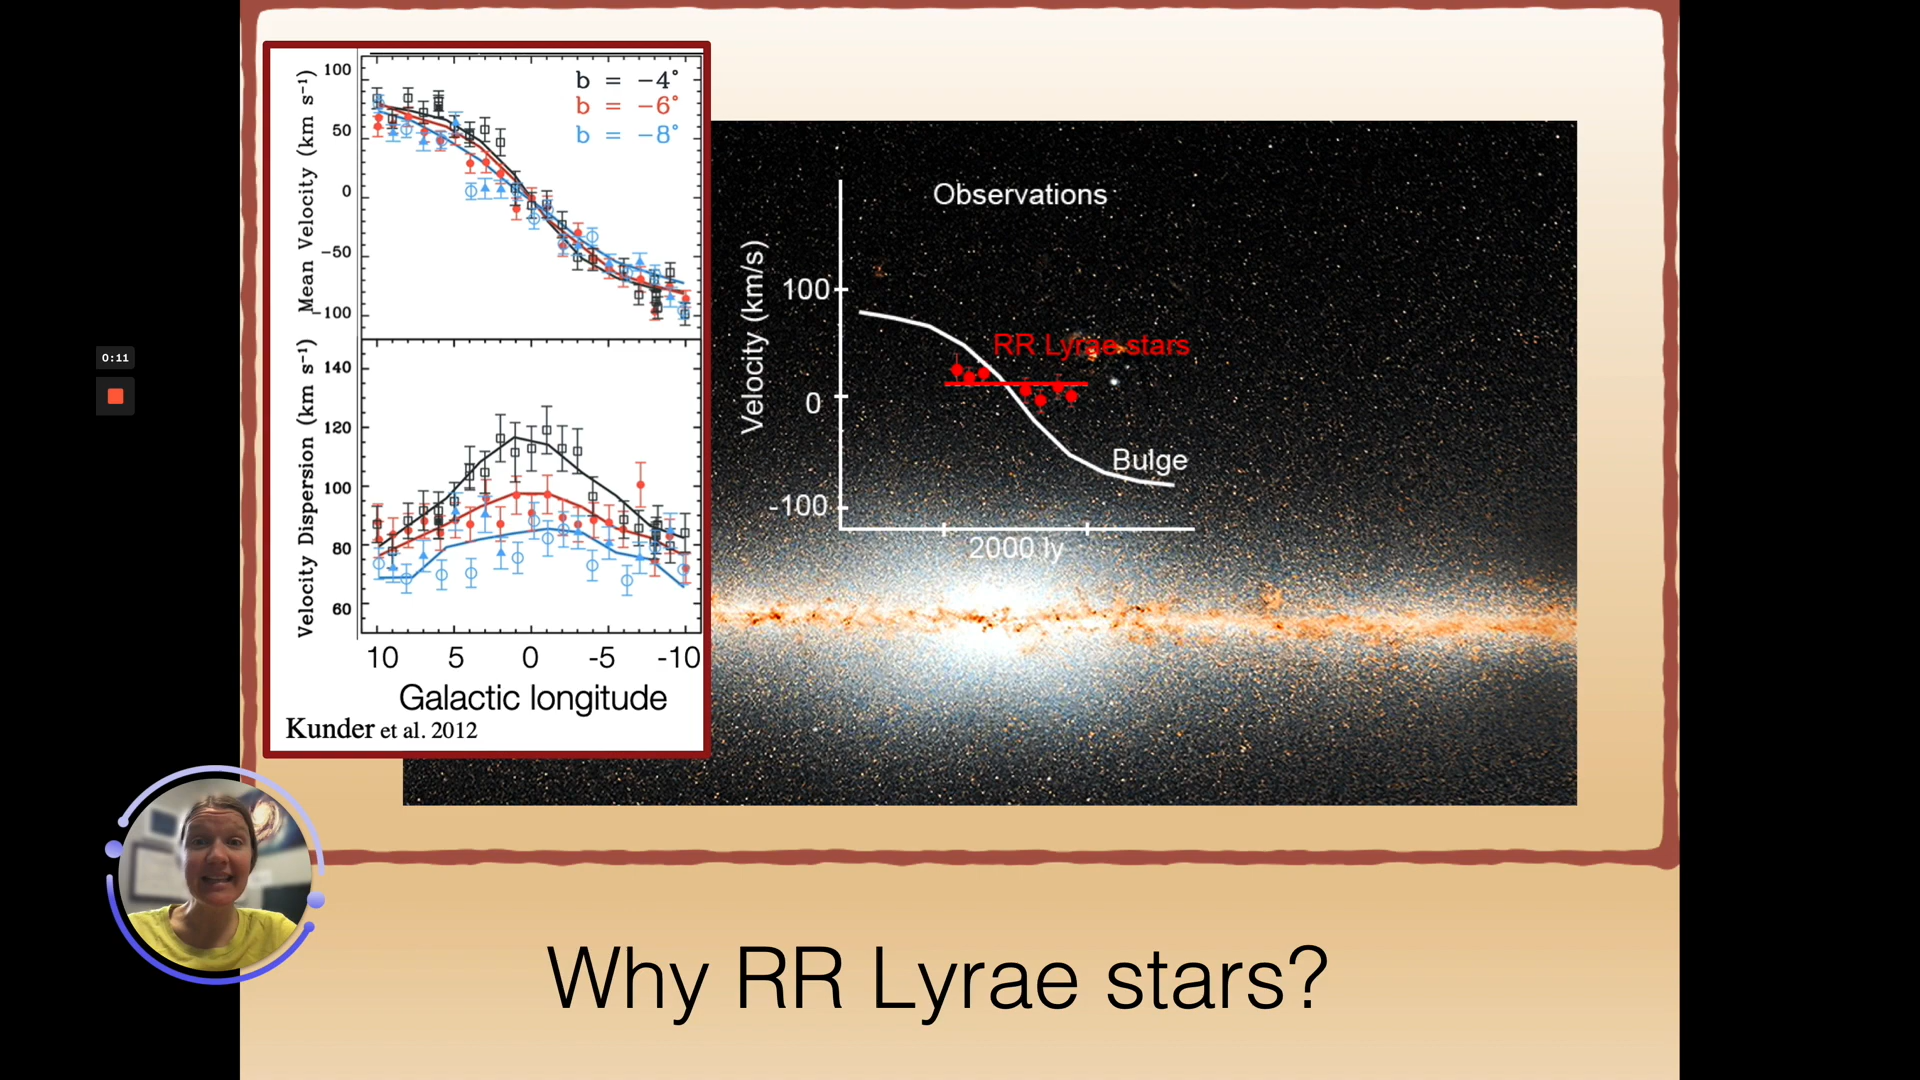 100
50
0
-50
-100
Mean Velocity (km s⁻¹)
b = −4°
b = −6°
b = −8°
140
120
100
80
60
Velocity Dispersion (km s⁻¹)
10 5 0 -5 -10
Galactic longitude
Kunder et al. 2012
Observations
Velocity (km/s)
100
0
-100
RR Lyrae stars
Bulge
2000 ly
0:11
Why RR Lyrae stars?